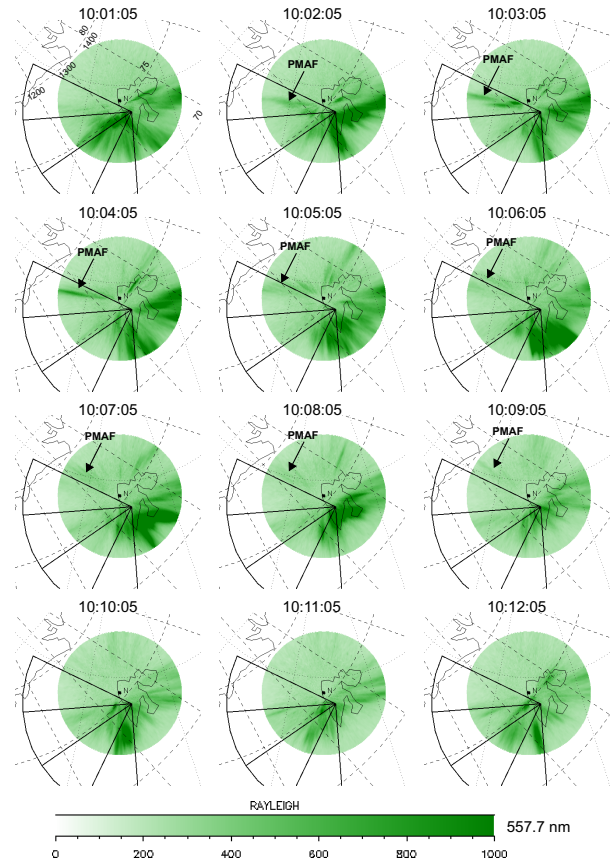 10:01:05 10:02:05 10:03:05
80
1400
1300
1200
75
70
N
PMAF
N
PMAF
N
10:04:05 10:05:05 10:06:05
PMAF
N
PMAF
N
PMAF
N
10:07:05 10:08:05 10:09:05
PMAF
N
PMAF
N
PMAF
N
10:10:05 10:11:05 10:12:05
N
N
N
RAYLEIGH
557.7 nm
0 200 400 600 800 1000